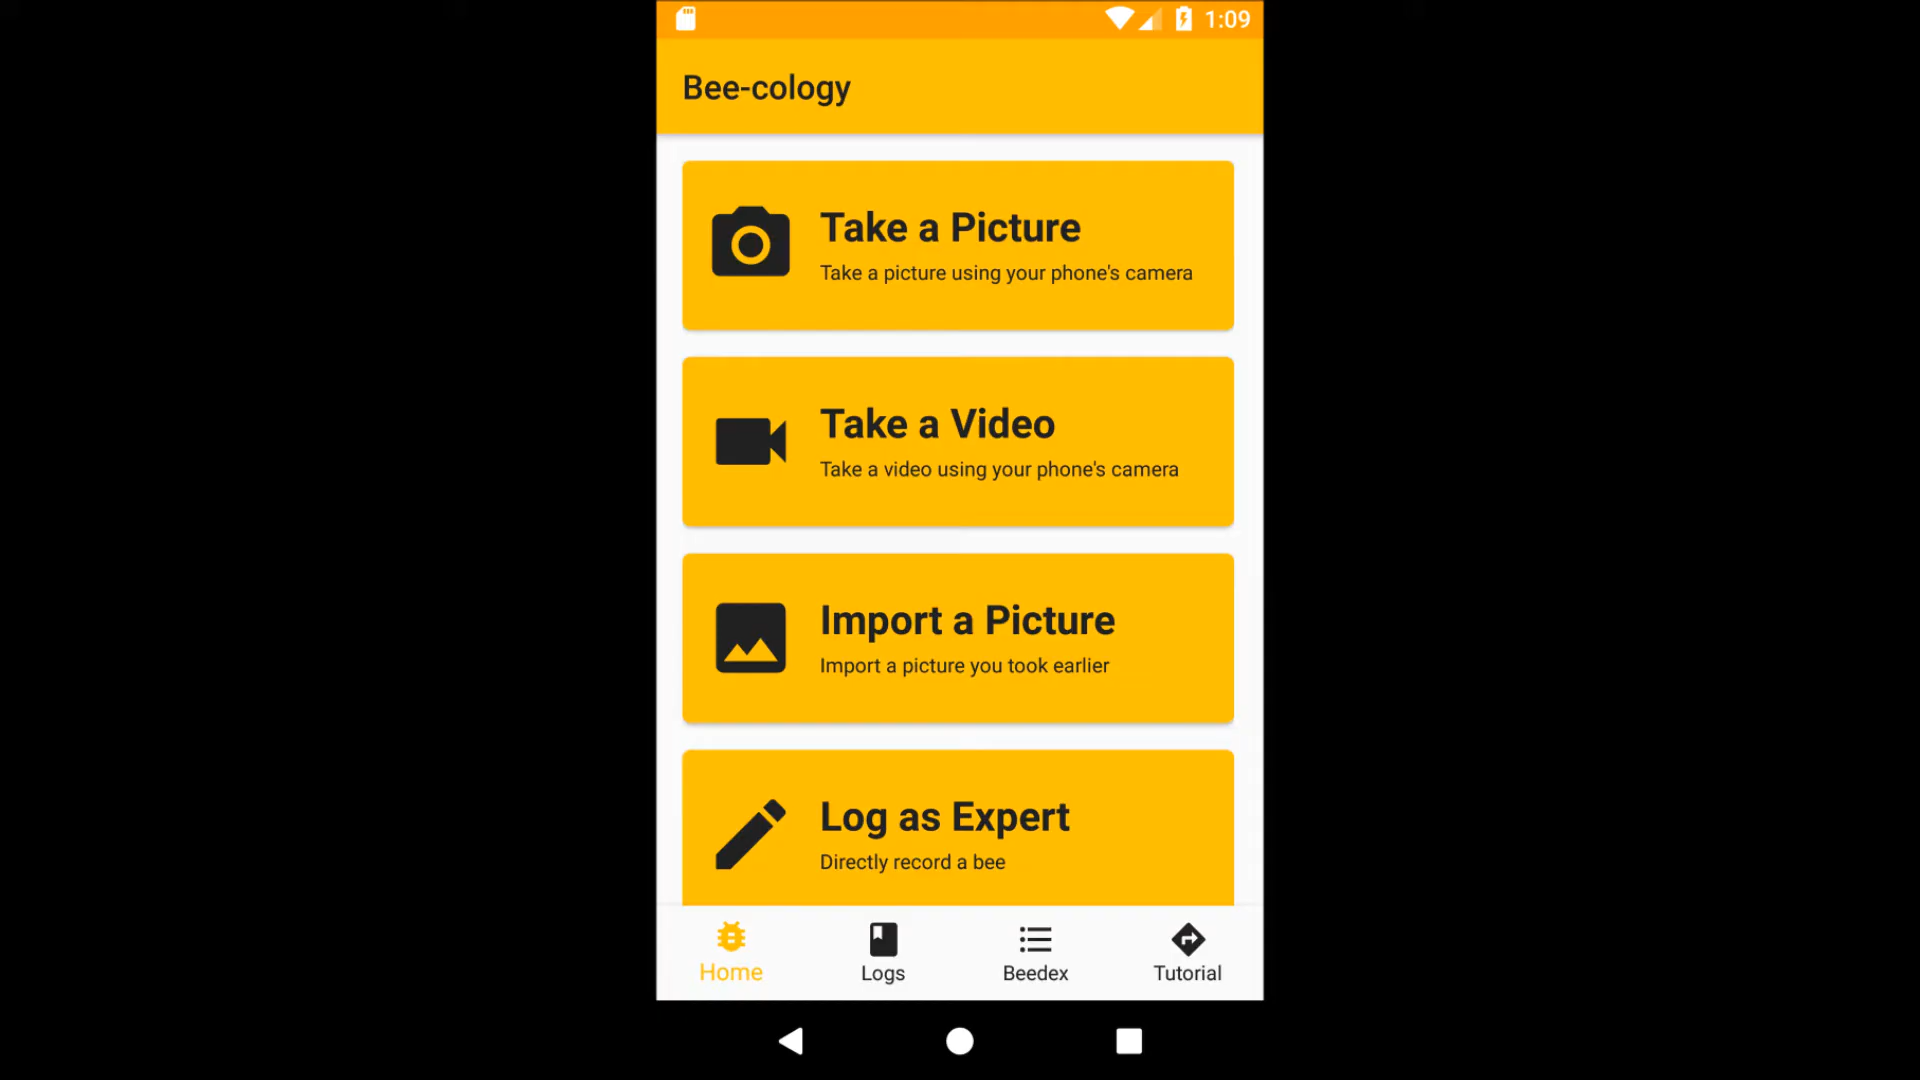 1:09
Bee-cology
Take a Picture
Take a picture using your phone's camera
Take a Video
Take a video using your phone's camera
Import a Picture
Import a picture you took earlier
Log as Expert
Directly record a bee
Home
Logs
Beedex
Tutorial